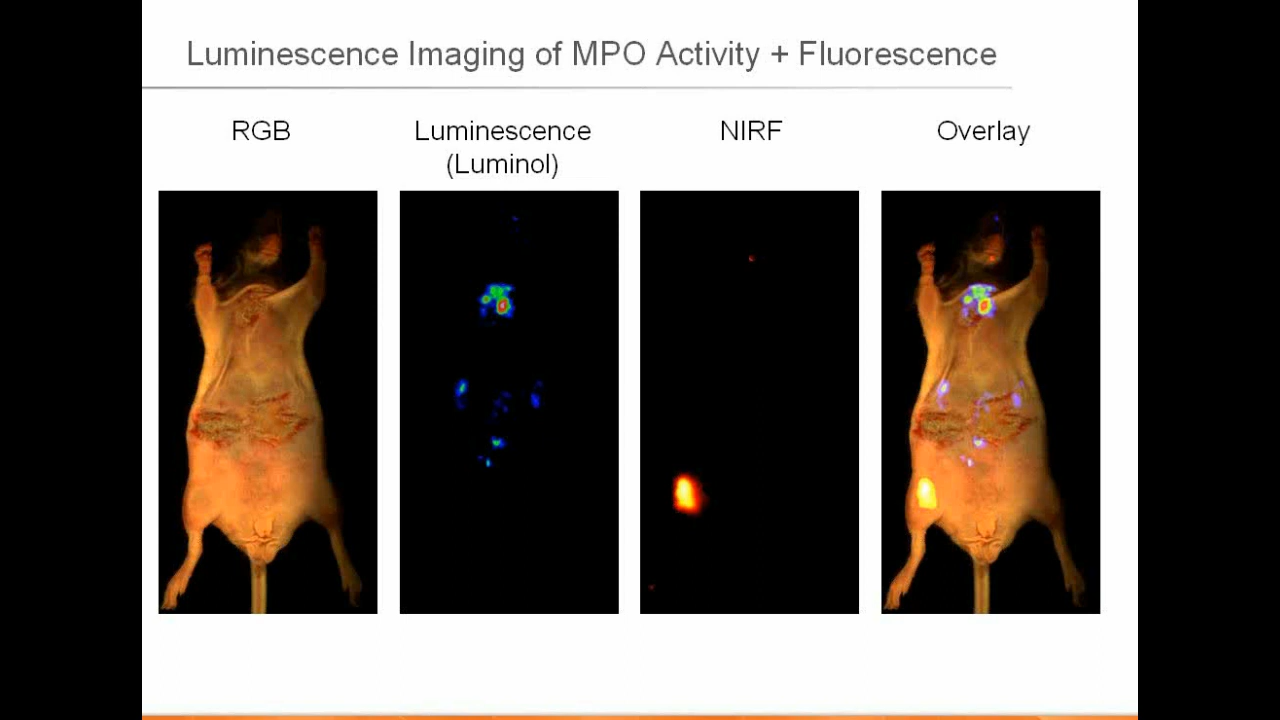 Luminescence Imaging of MPO Activity + Fluorescence
RGB
Luminescence
(Luminol)
NIRF
Overlay